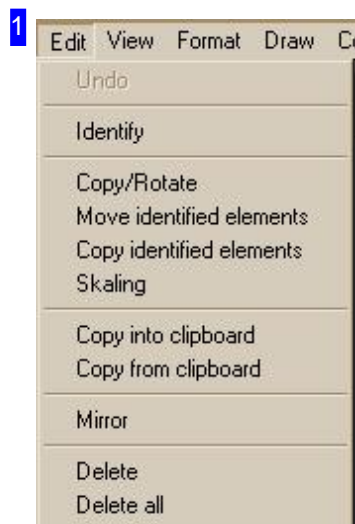 1
Edit View Format Draw
Undo
Identify
Copy/Rotate
Move identified elements
Copy identified elements
Skaling
Copy into clipboard
Copy from clipboard
Mirror
Delete
Delete all